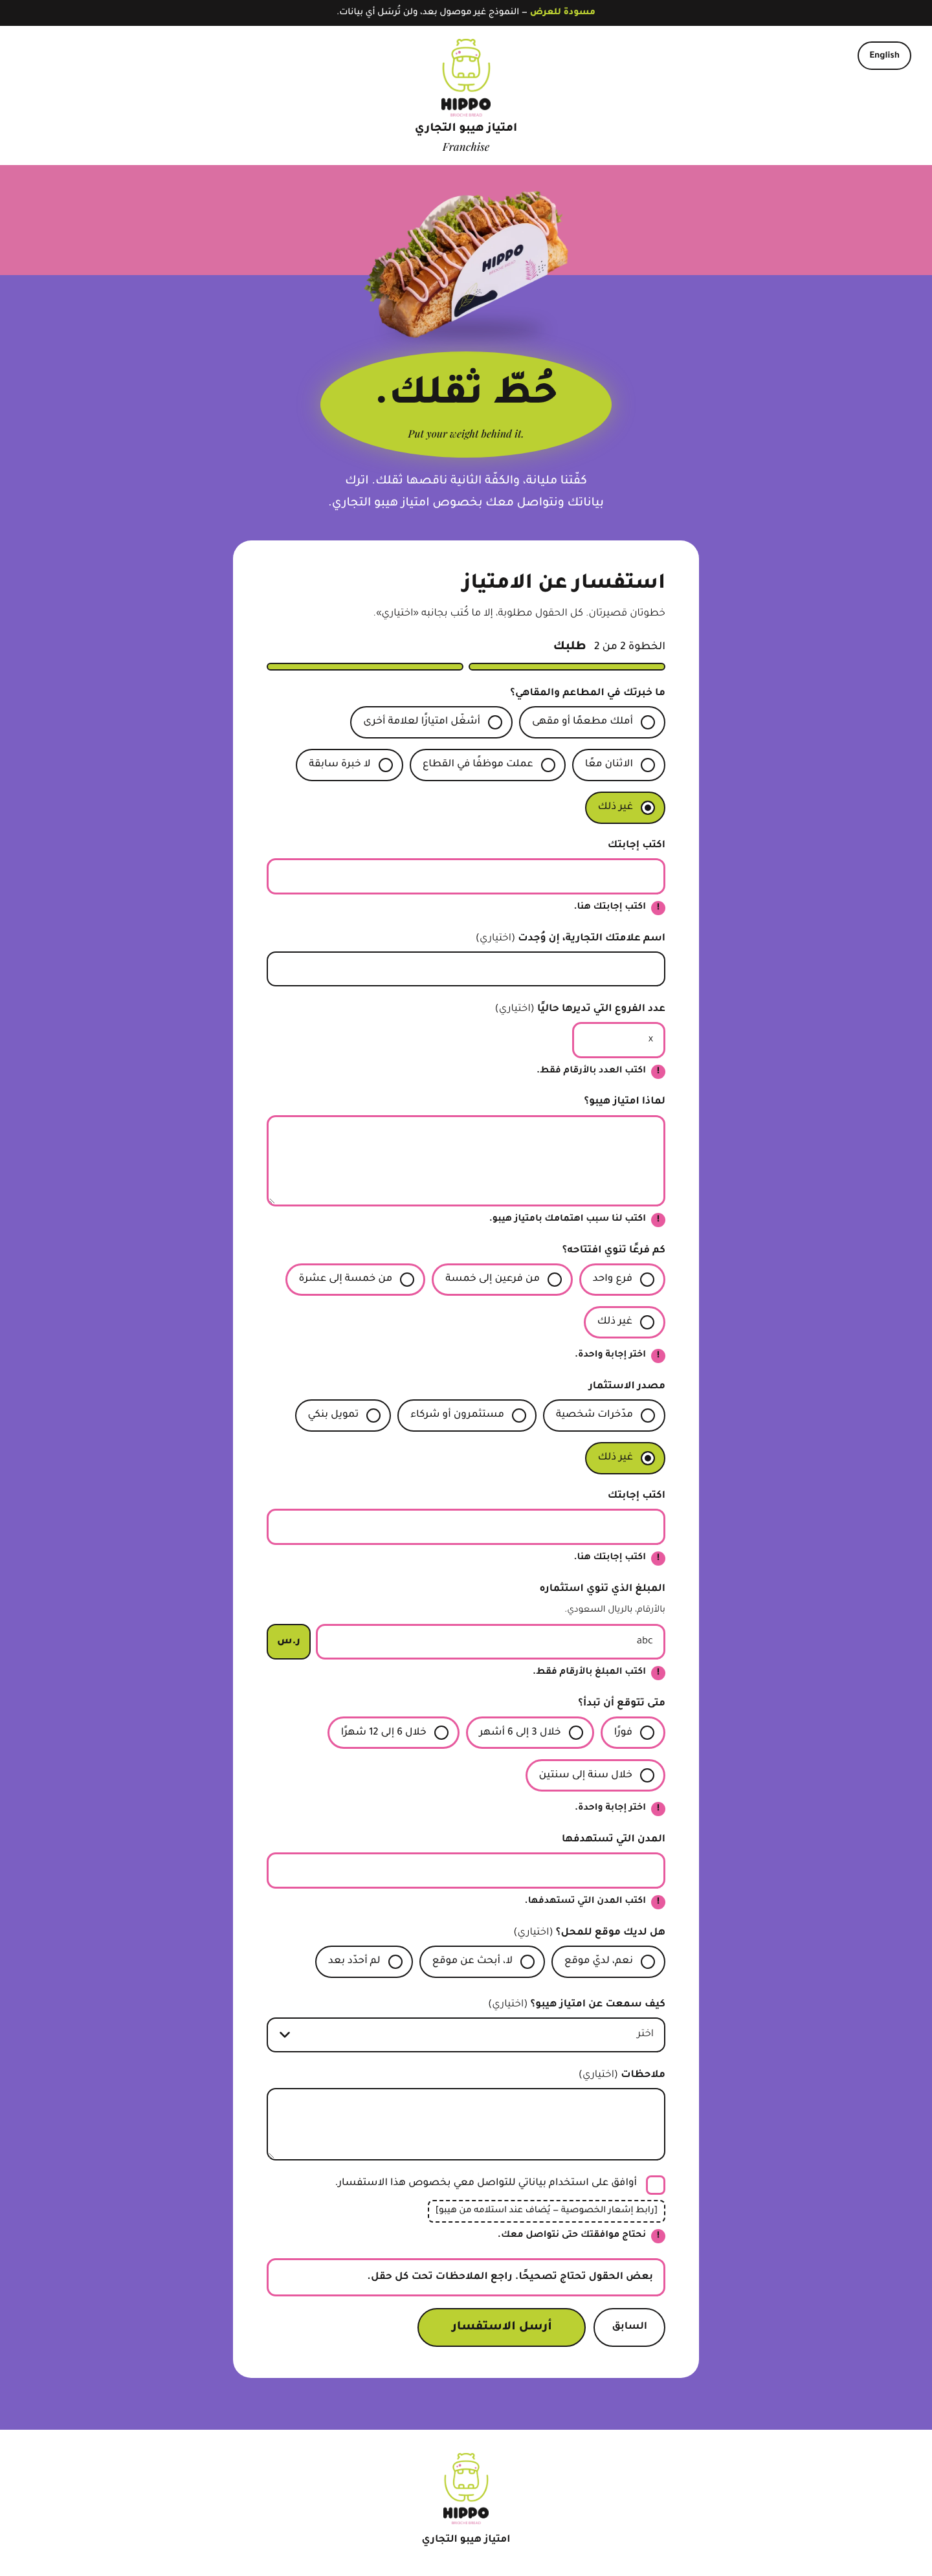 مسودة للعرض – النموذج غير موصول بعد، ولن تُرسَل أي بيانات.
English
HIPPO
امتياز هيبو التجاري
Franchise
HIPPO
حُطّ ثقلك.
Put your weight behind it.
كفّتنا مليانة، والكفّة الثانية ناقصها ثقلك. اترك
بياناتك ونتواصل معك بخصوص امتياز هيبو التجاري.
استفسار عن الامتياز
خطوتان قصيرتان. كل الحقول مطلوبة، إلا ما كُتب بجانبه «اختياري».
الخطوة 2 من 2 طلبك
ما خبرتك في المطاعم والمقاهي؟
أملك مطعمًا أو مقهى
أشغّل امتيازًا لعلامة أخرى
الاثنان معًا
عملت موظفًا في القطاع
لا خبرة سابقة
غير ذلك
اكتب إجابتك
! اكتب إجابتك هنا.
اسم علامتك التجارية، إن وُجدت (اختياري)
عدد الفروع التي تديرها حاليًا (اختياري)
x
! اكتب العدد بالأرقام فقط.
لماذا امتياز هيبو؟
! اكتب لنا سبب اهتمامك بامتياز هيبو.
كم فرعًا تنوي افتتاحه؟
فرع واحد
من فرعين إلى خمسة
من خمسة إلى عشرة
غير ذلك
! اختر إجابة واحدة.
مصدر الاستثمار
مدّخرات شخصية
مستثمرون أو شركاء
تمويل بنكي
غير ذلك
اكتب إجابتك
! اكتب إجابتك هنا.
المبلغ الذي تنوي استثماره
بالأرقام، بالريال السعودي.
abc
ر.س
! اكتب المبلغ بالأرقام فقط.
متى تتوقع أن تبدأ؟
فورًا
خلال 3 إلى 6 أشهر
خلال 6 إلى 12 شهرًا
خلال سنة إلى سنتين
! اختر إجابة واحدة.
المدن التي تستهدفها
! اكتب المدن التي تستهدفها.
هل لديك موقع للمحل؟ (اختياري)
نعم، لديّ موقع
لا، أبحث عن موقع
لم أحدّد بعد
كيف سمعت عن امتياز هيبو؟ (اختياري)
اختر
ملاحظات (اختياري)
أوافق على استخدام بياناتي للتواصل معي بخصوص هذا الاستفسار.
[رابط إشعار الخصوصية – يُضاف عند استلامه من هيبو]
! نحتاج موافقتك حتى نتواصل معك.
بعض الحقول تحتاج تصحيحًا. راجع الملاحظات تحت كل حقل.
السابق
أرسل الاستفسار
HIPPO
امتياز هيبو التجاري